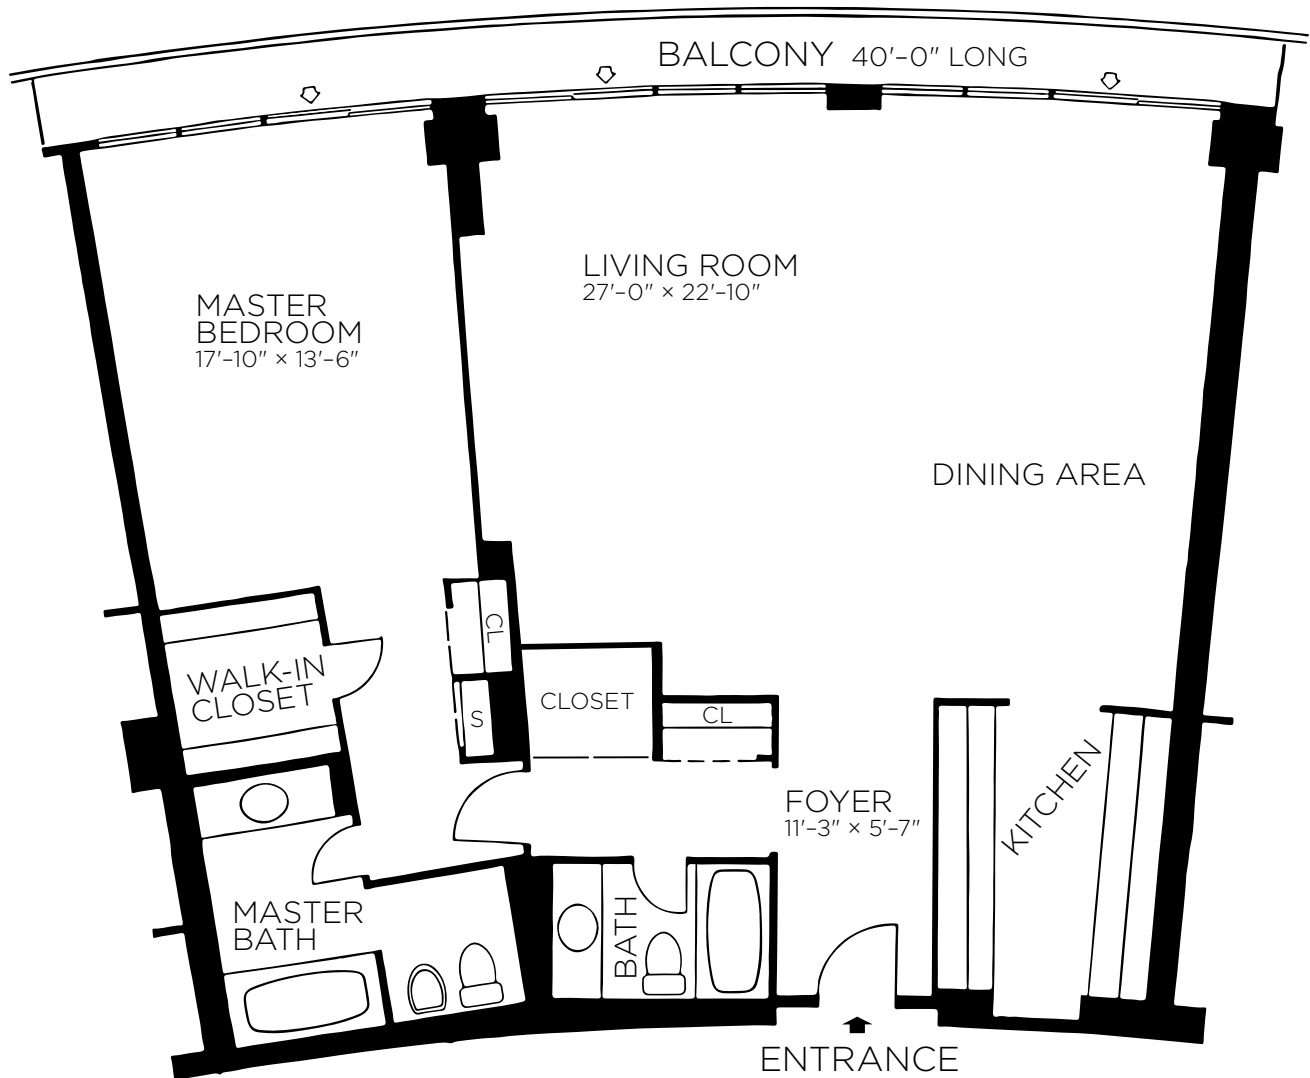 BALCONY 40'-0" LONG
LIVING ROOM
27'-0" × 22'-10"
MASTER
BEDROOM
17'-10" × 13'-6"
DINING AREA
CL
WALK-IN
CLOSET
S
CLOSET
CL
KITCHEN
FOYER
11'-3" × 5'-7"
MASTER
BATH
BATH
ENTRANCE